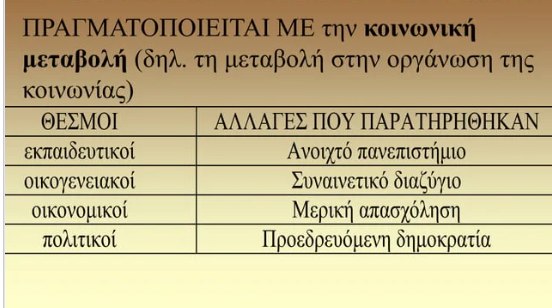 ΠΡΑΓΜΑΤΟΠΟΙΕΙΤΑΙ ΜΕ την κοινωνική
μεταβολή (δηλ. τη μεταβολή στην οργάνωση της
κοινωνίας)
ΘΕΣΜΟΙ ΑΛΛΑΓΕΣ ΠΟΥ ΠΑΡΑΤΗΡΗΘΗΚΑΝ
εκπαιδευτικοί Ανοιχτό πανεπιστήμιο
οικογενειακοί Συναινετικό διαζύγιο
οικονομικοί Μερική απασχόληση
πολιτικοί Προεδρευόμενη δημοκρατία